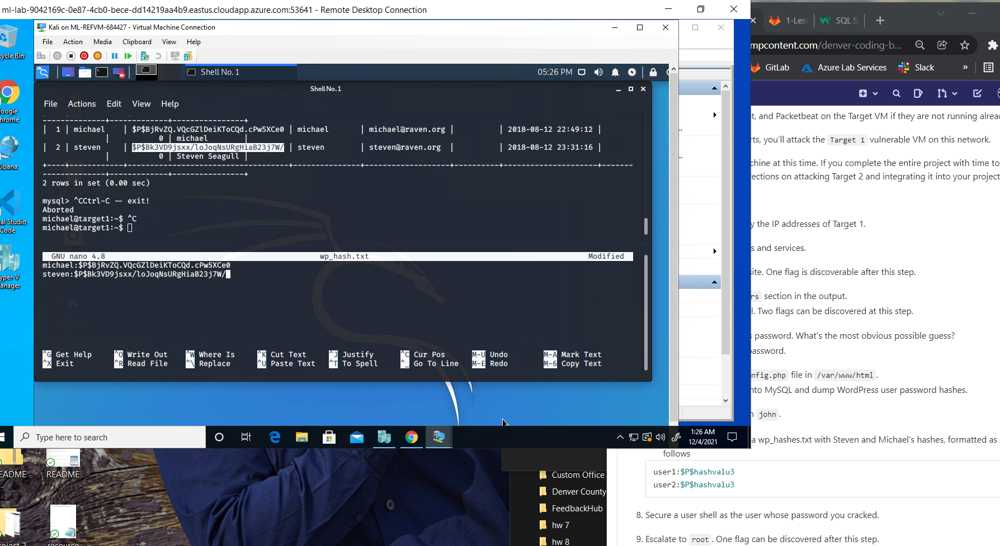 ml-lab-9042169c-0e87-4cb0-bece-dd14219aa4b9.eastus.cloudapp.azure.com:53641 - Remote Desktop Connection
Kali on ML-REFVM-684427 - Virtual Machine Connection
File Action Media Clipboard View Help
Shell No. 1
05:26 PM
Shell No. 1
File Actions Edit View Help
--------------+-------------+----------------+
| 1 | michael | $P$BjRvZQ.VQcGZlDeiKToCQd.cPw5XCe0 | michael | michael@raven.org | | 2018-08-12 22:49:12 |
| 0 | michael |
| 2 | steven | $P$Bk3VD9jsxx/loJoqNsURgHiaB23j7W/ | steven | steven@raven.org | | 2018-08-12 23:31:16 |
| 0 | Steven Seagull |
+----+--------------+------------------------------------+---------------+-------------------+----------+---------------------+-------
--------------+-------------+----------------+
2 rows in set (0.00 sec)
mysql> ^CCtrl-C -- exit!
Aborted
michael@target1:~$ ^C
michael@target1:~$
GNU nano 4.8 wp_hash.txt Modified
michael:$P$BjRvZQ.VQcGZlDeiKToCQd.cPw5XCe0
steven:$P$Bk3VD9jsxx/loJoqNsURgHiaB23j7W/
^G Get Help ^O Write Out ^W Where Is ^K Cut Text ^J Justify ^C Cur Pos M-U Undo M-A Mark Text
^X Exit ^R Read File ^\ Replace ^U Paste Text ^T To Spell ^_ Go To Line M-E Redo M-6 Copy Text
ycle Bin
oogle
hrome
ibana
al Studio
Code
yper-V
anager
Type here to search
1:26 AM
12/4/2021
EADME
README
oject 2
resource
Custom Office
Denver County
FeedbackHub
hw 7
hw 8
1-Les
SQL S
mpcontent.com/denver-coding-b...
GitLab
Azure Lab Services
Slack
»
t, and Packetbeat on the Target VM if they are not running alrea
rts, you'll attack the Target 1 vulnerable VM on this network.
chine at this time. If you complete the entire project with time to
ections on attacking Target 2 and integrating it into your project
y the IP addresses of Target 1.
s and services.
site. One flag is discoverable after this step.
rs section in the output.
l. Two flags can be discovered at this step.
s password. What's the most obvious possible guess?
password.
nfig.php file in /var/www/html.
nto MySQL and dump WordPress user password hashes.
n john.
a wp_hashes.txt with Steven and Michael's hashes, formatted as
follows
user1:$P$hashvalu3
user2:$P$hashvalu3
8. Secure a user shell as the user whose password you cracked.
9. Escalate to root. One flag can be discovered after this step.